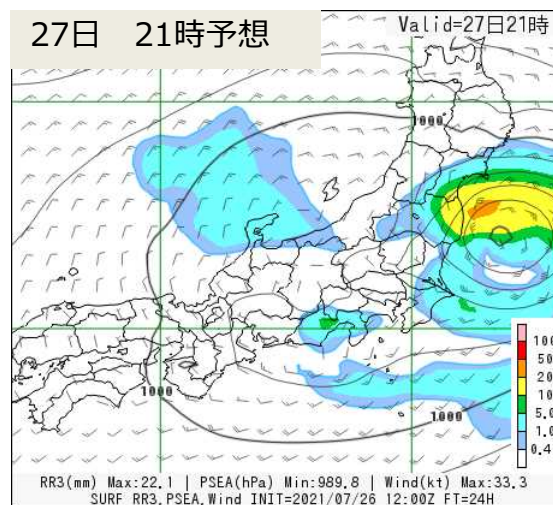 27日 21時予想
Valid=27日21時
1000
1000
1000
100
50
20
10
5.0
1.0
0.4
RR3(mm) Max:22.1 | PSEA(hPa) Min:989.8 | Wind(kt) Max:33.3
SURF RR3,PSEA,Wind INIT=2021/07/26 12:00Z FT=24H